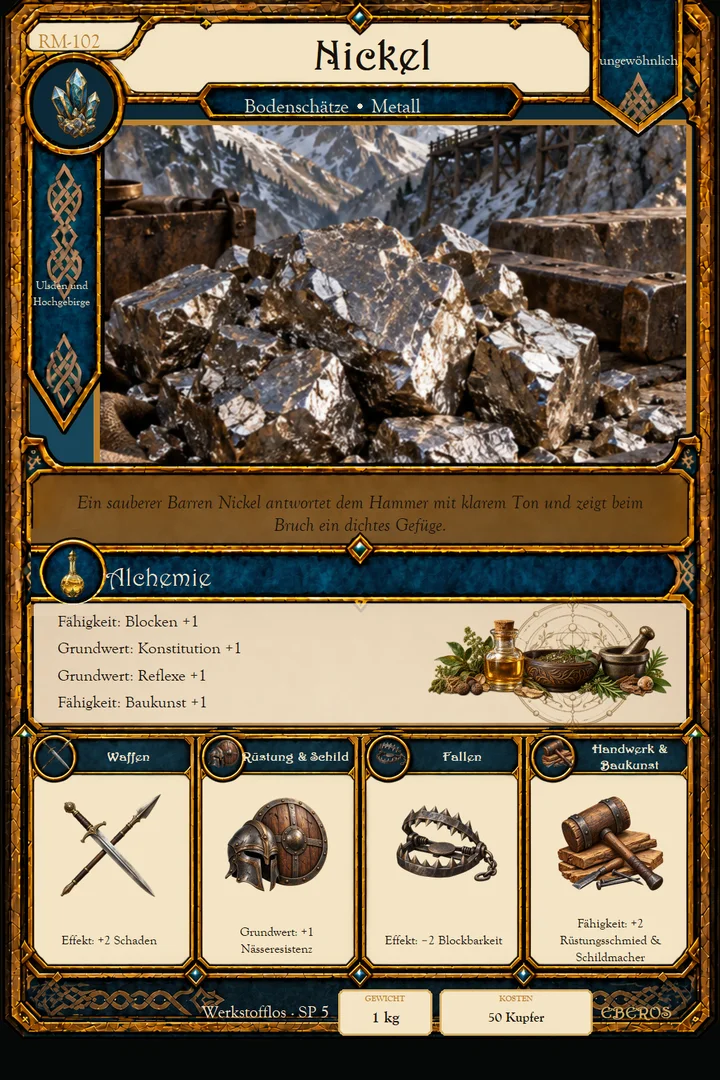 RM-102
Nickel
ungewöhnlich
Bodenschätze • Metall
Ulsden und
Hochgebirge
Ein sauberer Barren Nickel antwortet dem Hammer mit klarem Ton und zeigt beim
Bruch ein dichtes Gefüge.
Alchemie
Fähigkeit: Blocken +1
Grundwert: Konstitution +1
Grundwert: Reflexe +1
Fähigkeit: Baukunst +1
Waffen
Rüstung & Schild
Fallen
Handwerk &
Baukunst
Effekt: +2 Schaden
Grundwert: +1
Nässeresistenz
Effekt: −2 Blockbarkeit
Fähigkeit: +2
Rüstungsschmied &
Schildmacher
Werkstofflos · SP 5
GEWICHT
1 kg
KOSTEN
50 Kupfer
EBEROS